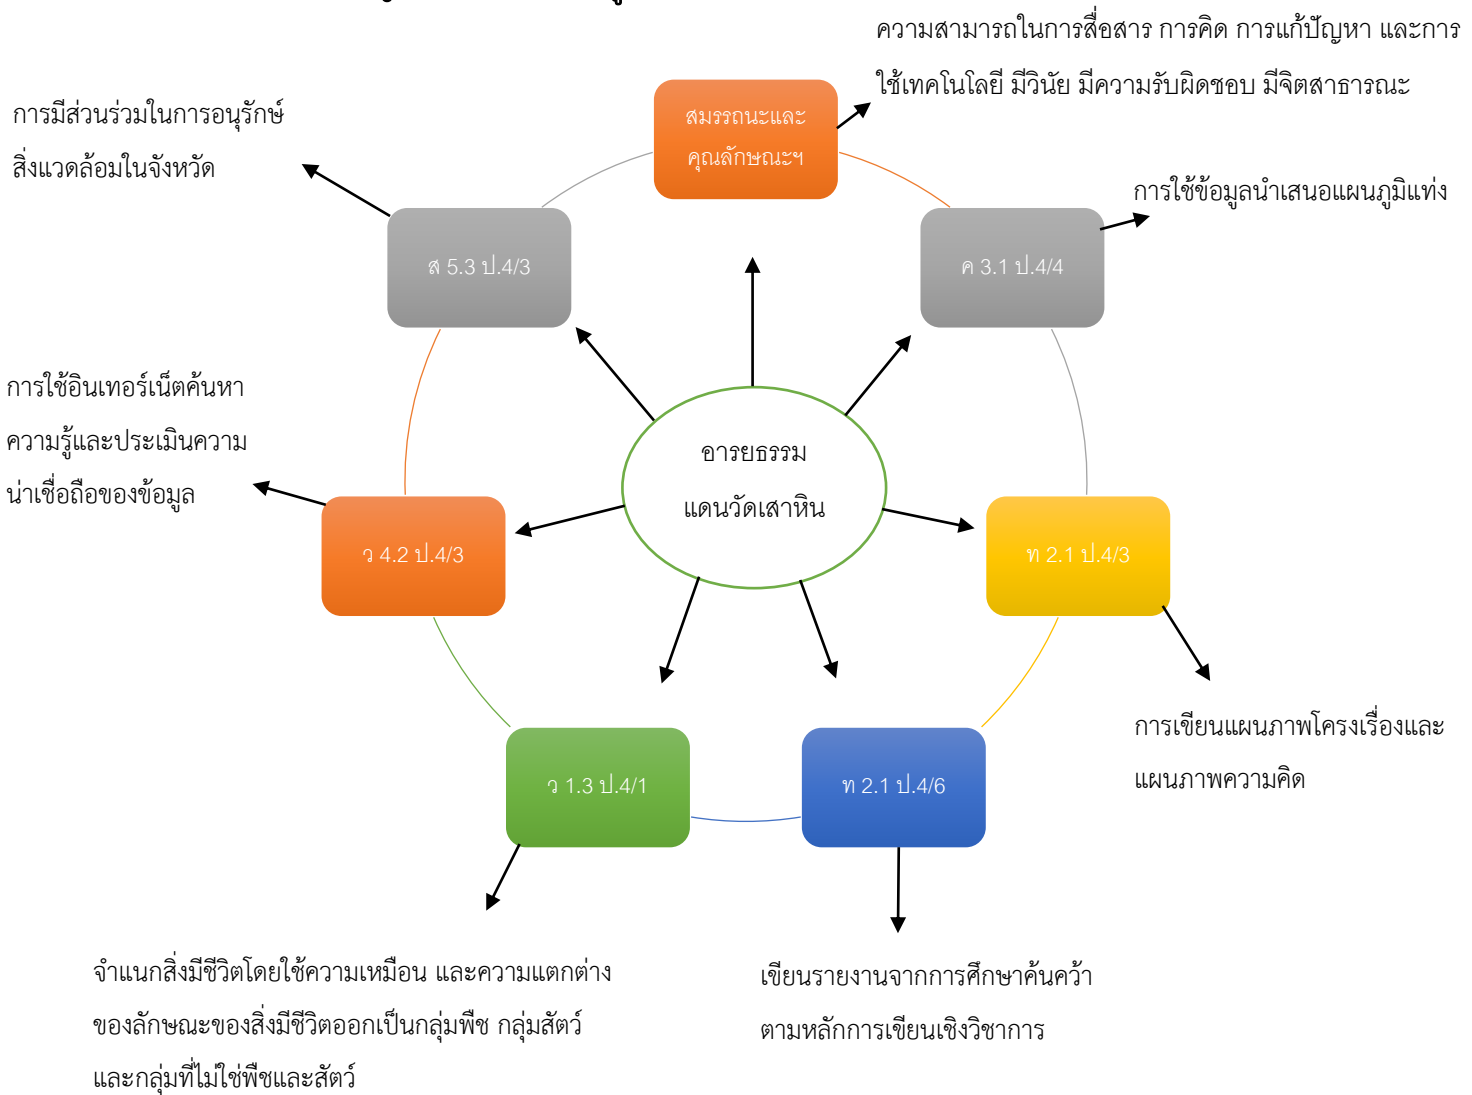 ความสามารถในการสื่อสาร การคิด การแก้ปัญหา และการ
ใช้เทคโนโลยี มีวินัย มีความรับผิดชอบ มีจิตสาธารณะ
สมรรถนะและ
คุณลักษณะฯ
การมีส่วนร่วมในการอนุรักษ์
สิ่งแวดล้อมในจังหวัด
การใช้ข้อมูลนำเสนอแผนภูมิแท่ง
ส 5.3 ป.4/3
ค 3.1 ป.4/4
การใช้อินเทอร์เน็ตค้นหา
ความรู้และประเมินความ
น่าเชื่อถือของข้อมูล
อารยธรรม
แดนวัดเสาหิน
ว 4.2 ป.4/3
ท 2.1 ป.4/3
การเขียนแผนภาพโครงเรื่องและ
แผนภาพความคิด
ว 1.3 ป.4/1
ท 2.1 ป.4/6
จำแนกสิ่งมีชีวิตโดยใช้ความเหมือน และความแตกต่าง
ของลักษณะของสิ่งมีชีวิตออกเป็นกลุ่มพืช กลุ่มสัตว์
และกลุ่มที่ไม่ใช่พืชและสัตว์
เขียนรายงานจากการศึกษาค้นคว้า
ตามหลักการเขียนเชิงวิชาการ